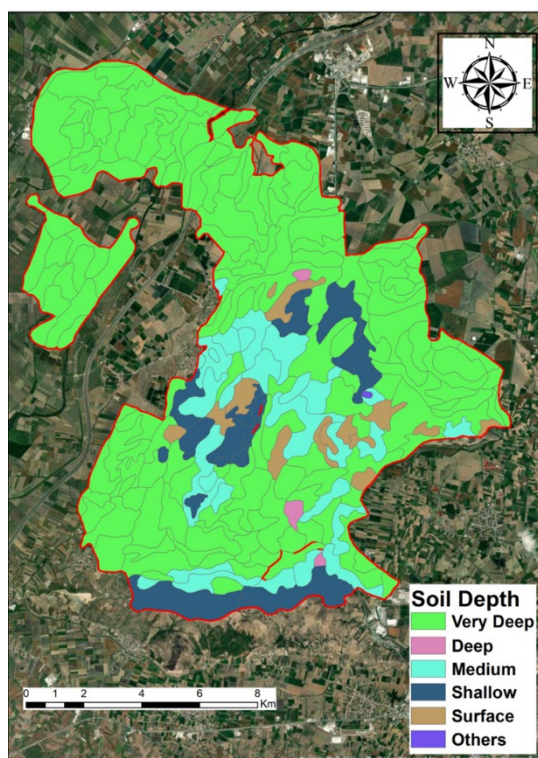 N
W E
S
Soil Depth
Very Deep
Deep
Medium
Shallow
Surface
Others
0 1 2 4 6 8
Km